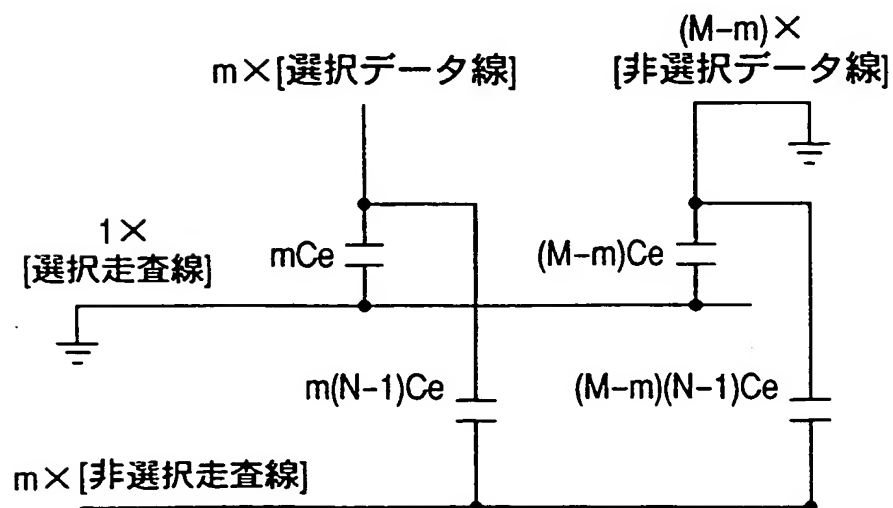 (M-m)×
m×[選択データ線]
[非選択データ線]
1×
[選択走査線]
mCe
(M-m)Ce
m(N-1)Ce
(M-m)(N-1)Ce
m×[非選択走査線]